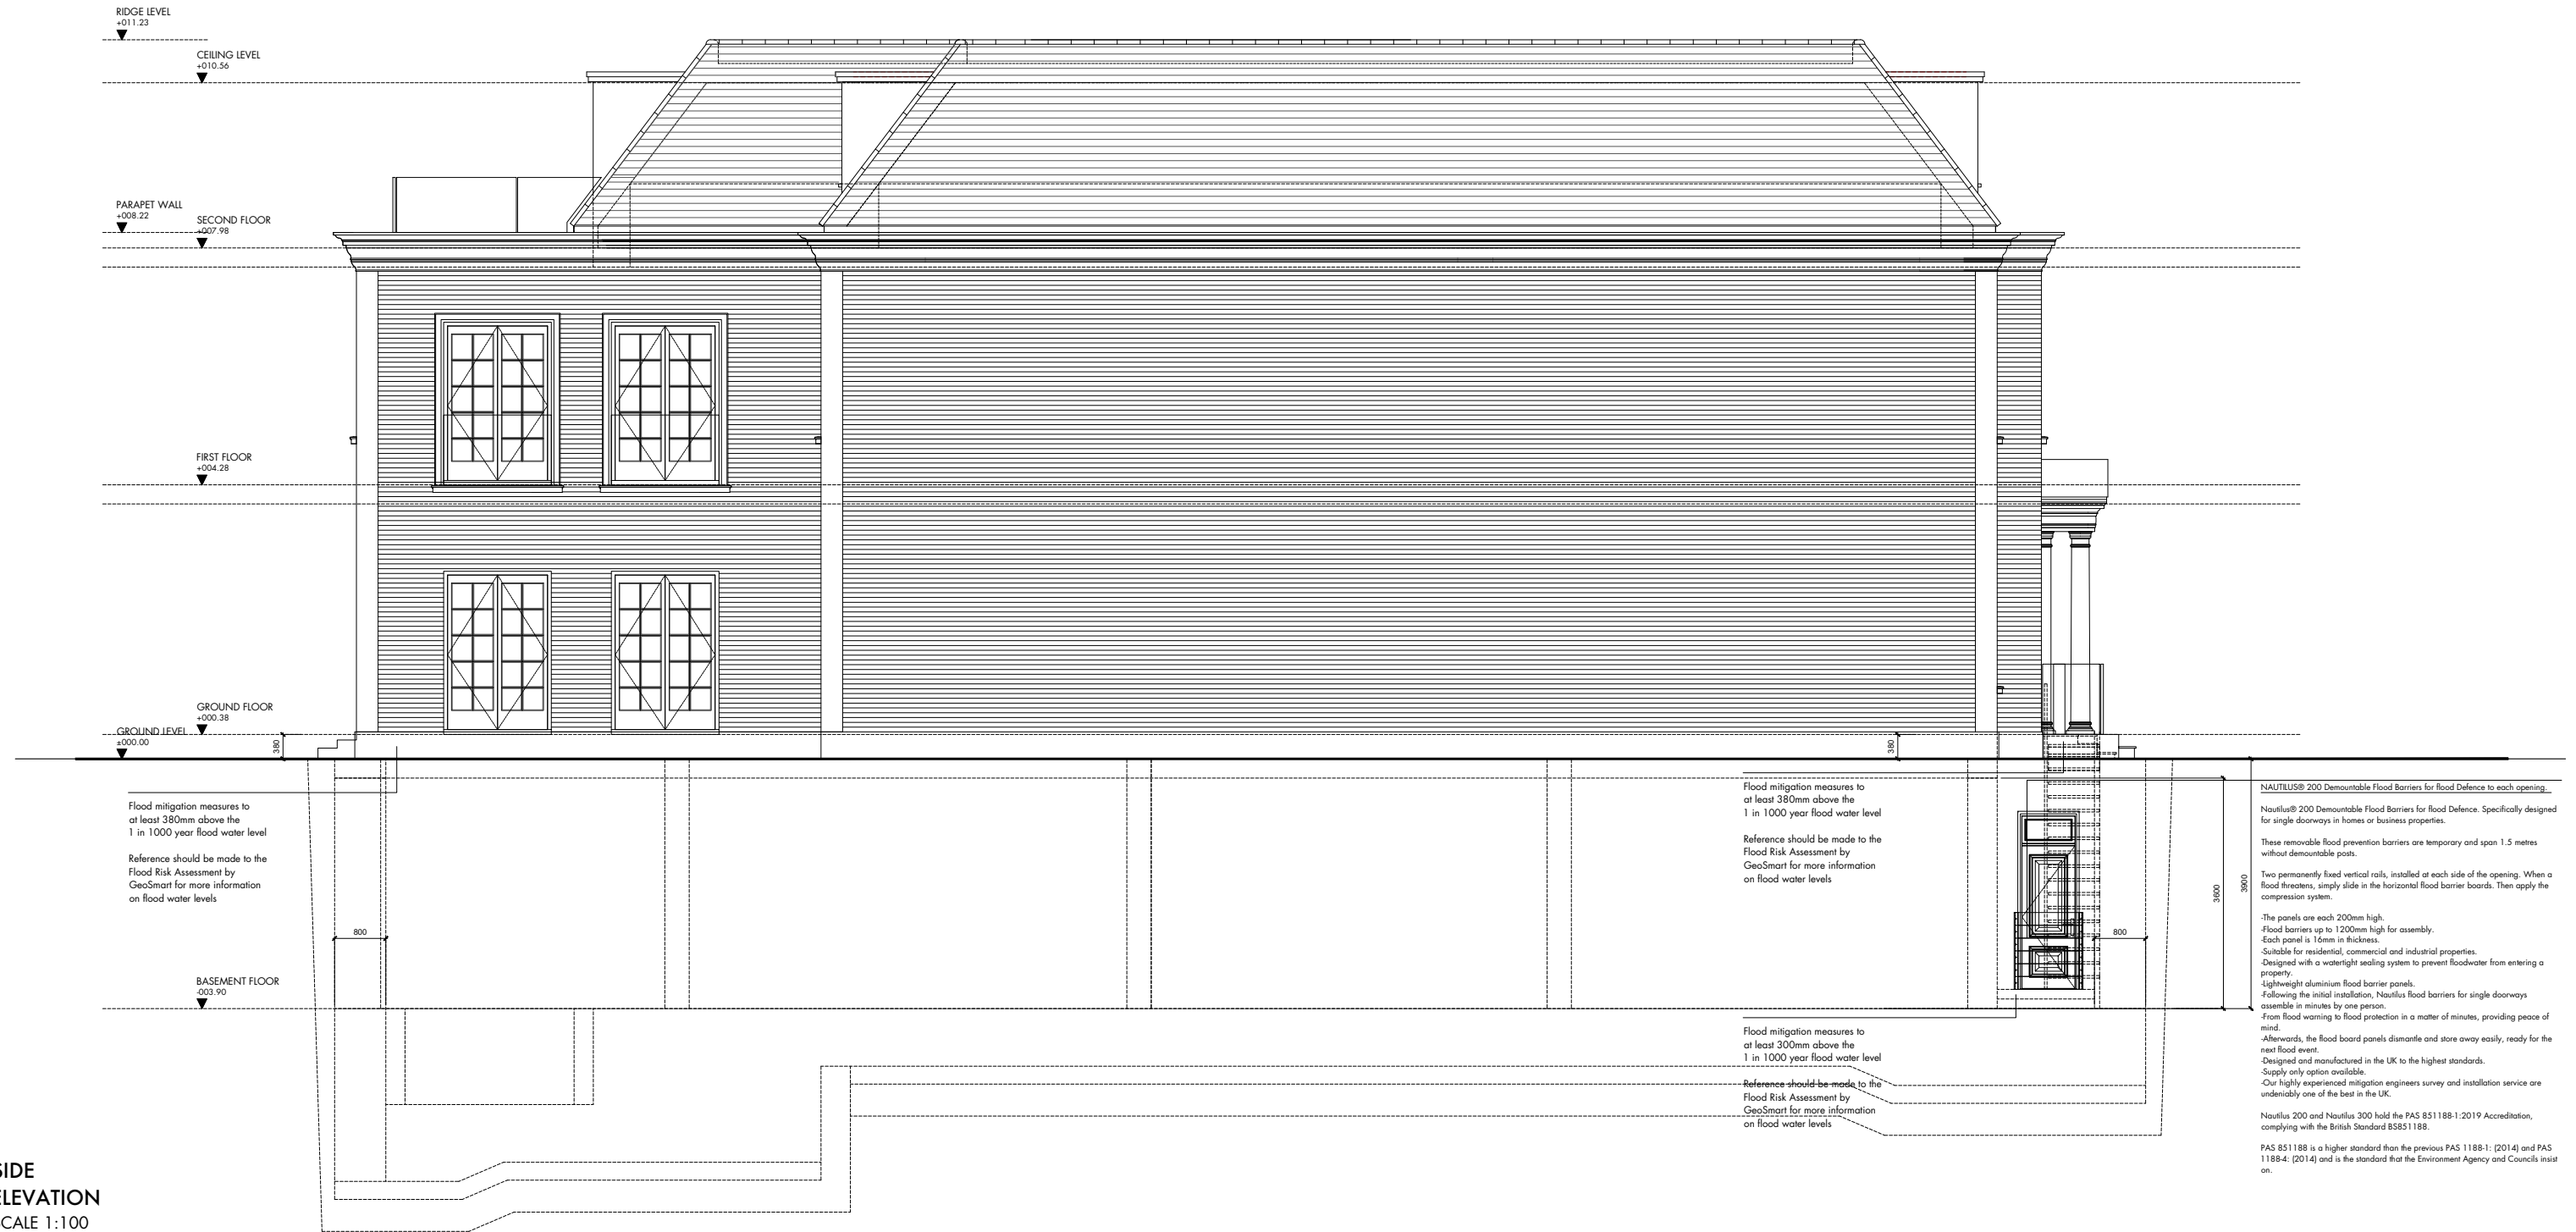 RIDGE LEVEL
+011.23
CEILING LEVEL
+010.56
PARAPET WALL
+008.22
SECOND FLOOR
+007.98
FIRST FLOOR
+004.28
GROUND FLOOR
+000.38
GROUND LEVEL
±000.00
380
380
Flood mitigation measures to
at least 380mm above the
1 in 1000 year flood water level
Reference should be made to the
Flood Risk Assessment by
GeoSmart for more information
on flood water levels
800
BASEMENT FLOOR
-003.90
Flood mitigation measures to
at least 380mm above the
1 in 1000 year flood water level
Reference should be made to the
Flood Risk Assessment by
GeoSmart for more information
on flood water levels
800
3600
3900
Flood mitigation measures to
at least 300mm above the
1 in 1000 year flood water level
Reference should be made to the
Flood Risk Assessment by
GeoSmart for more information
on flood water levels
NAUTILUS® 200 Demountable Flood Barriers for flood Defence to each opening.
Nautilus® 200 Demountable Flood Barriers for flood Defence. Specifically designed
for single doorways in homes or business properties.
These removable flood prevention barriers are temporary and span 1.5 metres
without demountable posts.
Two permanently fixed vertical rails, installed at each side of the opening. When a
flood threatens, simply slide in the horizontal flood barrier boards. Then apply the
compression system.
-The panels are each 200mm high.
-Flood barriers up to 1200mm high for assembly.
-Each panel is 16mm in thickness.
-Suitable for residential, commercial and industrial properties.
-Designed with a watertight sealing system to prevent floodwater from entering a
property.
-Lightweight aluminium flood barrier panels.
-Following the initial installation, Nautilus flood barriers for single doorways
assemble in minutes by one person.
-From flood warning to flood protection in a matter of minutes, providing peace of
mind.
-Afterwards, the flood board panels dismantle and store away easily, ready for the
next flood event.
-Designed and manufactured in the UK to the highest standards.
-Supply only option available.
-Our highly experienced mitigation engineers survey and installation service are
undeniably one of the best in the UK.
Nautilus 200 and Nautilus 300 hold the PAS 851188-1:2019 Accreditation,
complying with the British Standard BS851188.
PAS 851188 is a higher standard than the previous PAS 1188-1: (2014) and PAS
1188-4: (2014) and is the standard that the Environment Agency and Councils insist
on.
SIDE
ELEVATION
SCALE 1:100